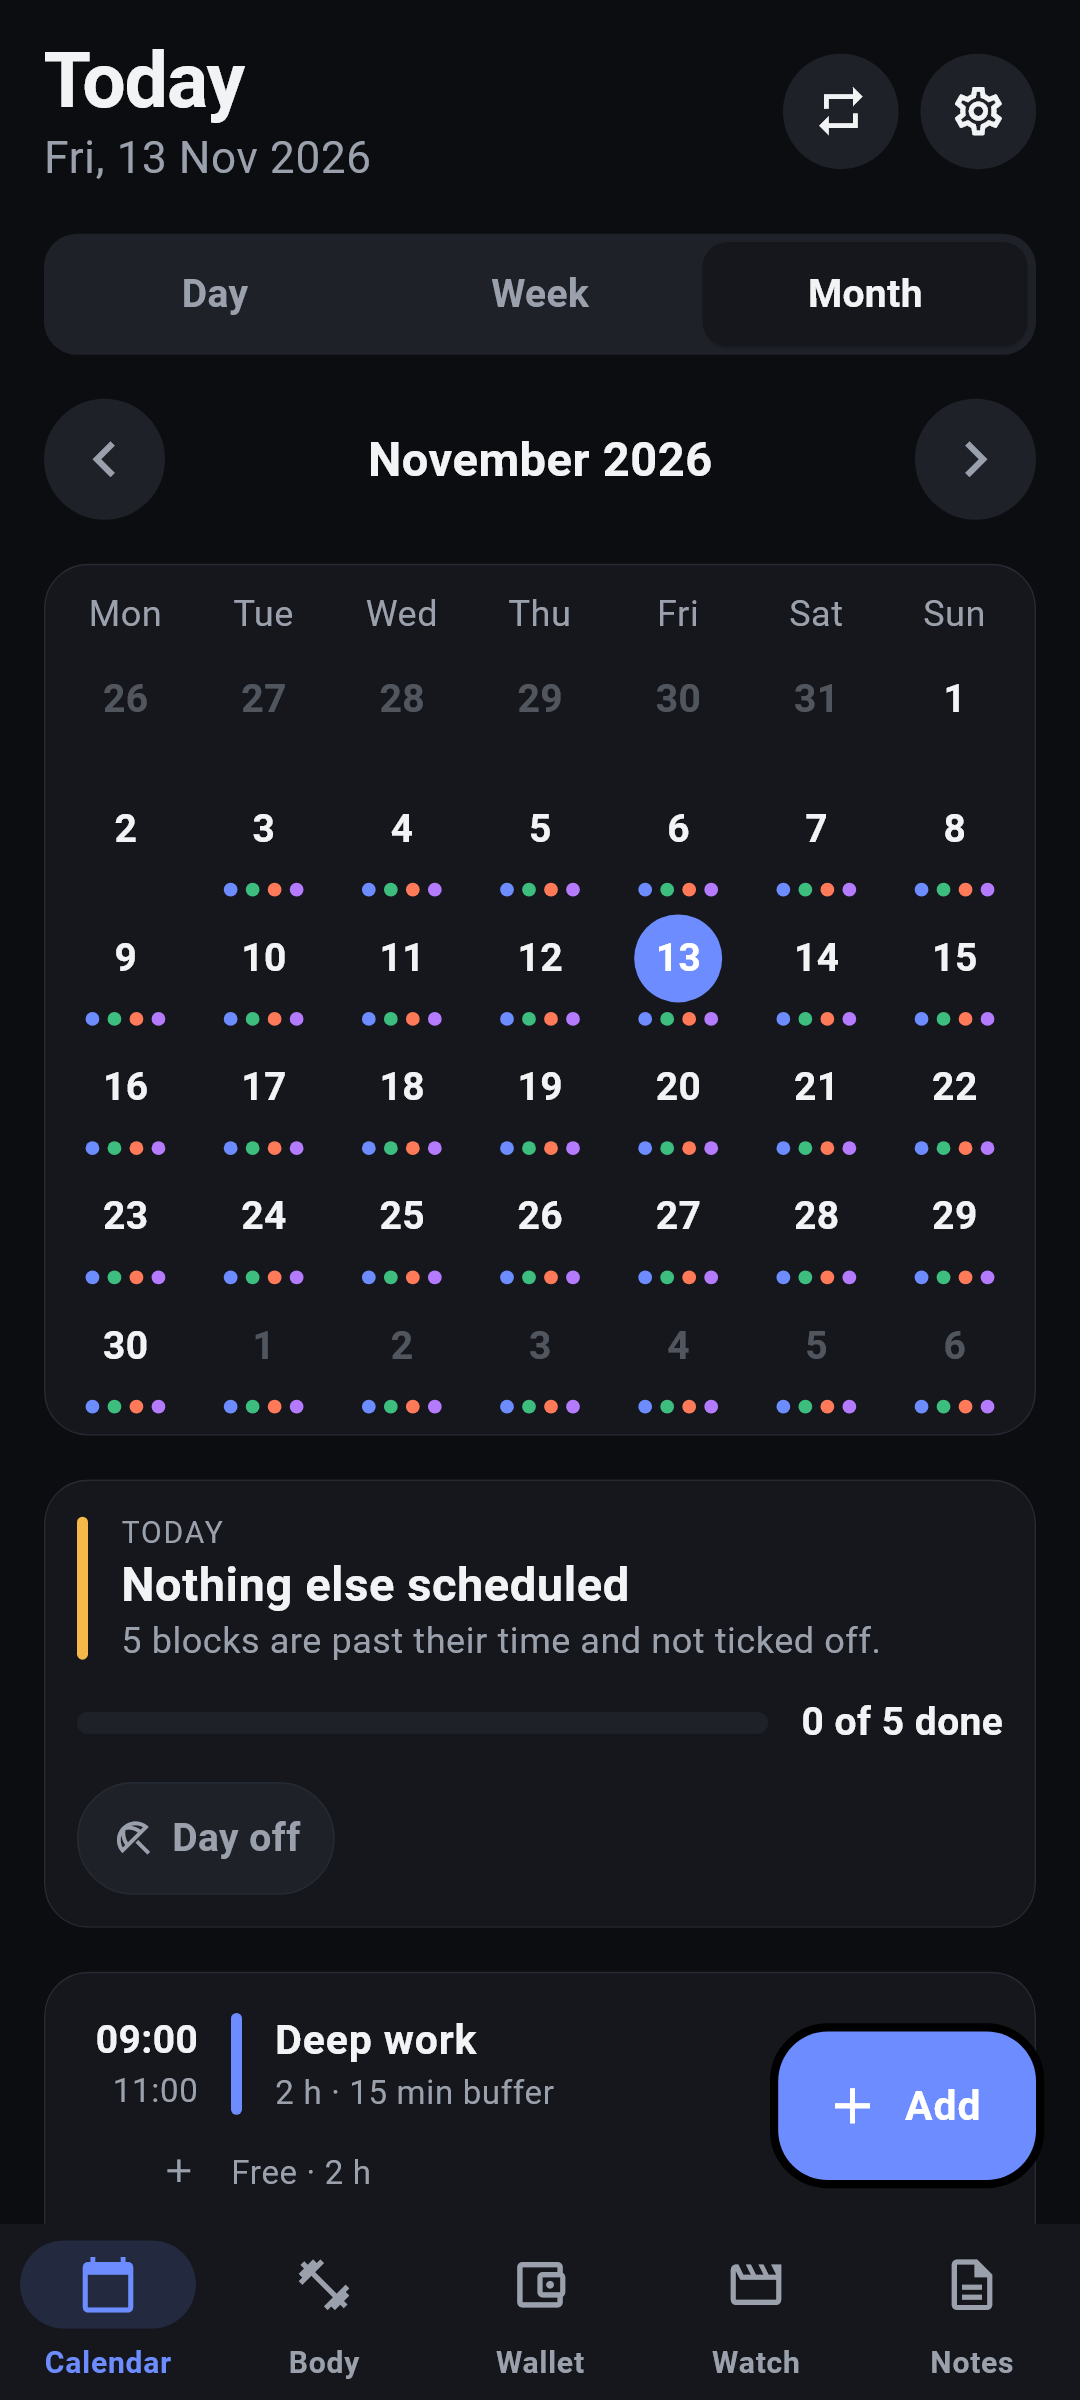 Today
Fri, 13 Nov 2026
Day Week Month
November 2026
Mon Tue Wed Thu Fri Sat Sun
26 27 28 29 30 31 1
2 3 4 5 6 7 8
9 10 11 12 13 14 15
16 17 18 19 20 21 22
23 24 25 26 27 28 29
30 1 2 3 4 5 6
TODAY
Nothing else scheduled
5 blocks are past their time and not ticked off.
0 of 5 done
Day off
09:00 Deep work
11:00 2 h · 15 min buffer
Add
Free · 2 h
Calendar Body Wallet Watch Notes